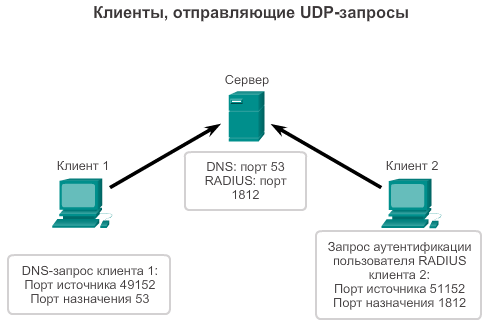 Клиенты, отправляющие UDP-запросы
Сервер
DNS: порт 53
RADIUS: порт
1812
Клиент 1
DNS-запрос клиента 1:
Порт источника 49152
Порт назначения 53
Клиент 2
Запрос аутентификации
пользователя RADIUS
клиента 2:
Порт источника 51152
Порт назначения 1812